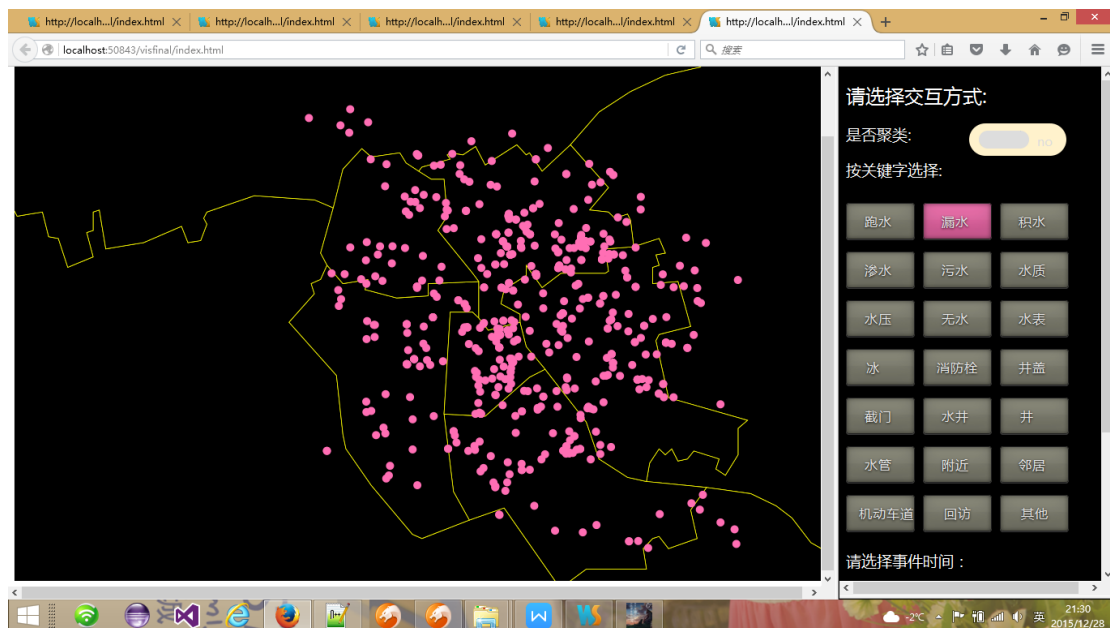 http://localh...l/index.html
http://localh...l/index.html
http://localh...l/index.html
http://localh...l/index.html
http://localh...l/index.html
localhost:50843/visfinal/index.html
搜索
请选择交互方式:
是否聚类:
no
按关键字选择:
跑水 漏水 积水
渗水 污水 水质
水压 无水 水表
冰 消防栓 井盖
截门 水井 井
水管 附近 邻居
机动车道 回访 其他
请选择事件时间：
-2℃
英
21:30
2015/12/28